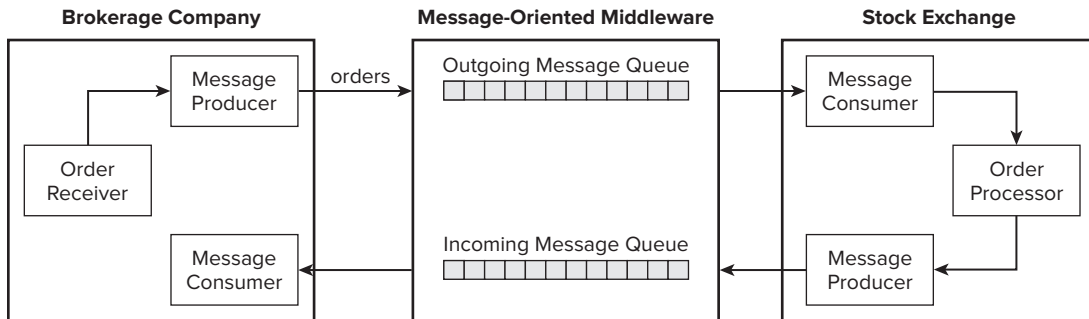 Brokerage Company
Message-Oriented Middleware
Stock Exchange
Message
Producer
orders
Outgoing Message Queue
Message
Consumer
Order
Receiver
Order
Processor
Message
Consumer
Incoming Message Queue
Message
Producer